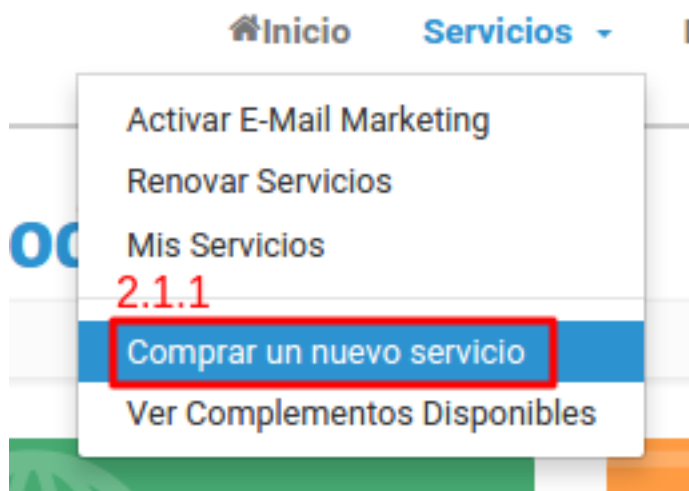 Inicio Servicios
Activar E-Mail Marketing
Renovar Servicios
Mis Servicios
2.1.1
Comprar un nuevo servicio
Ver Complementos Disponibles